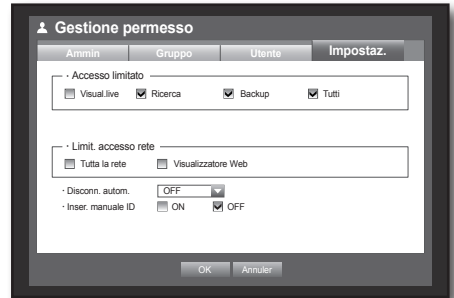 Gestione permesso
Ammin Gruppo Utente Impostaz.
· Accesso limitato
Visual.live Ricerca Backup Tutti
· Limit. accesso rete
Tutta la rete Visualizzatore Web
· Disconn. autom. OFF
· Inser. manuale ID ON OFF
OK Annuler